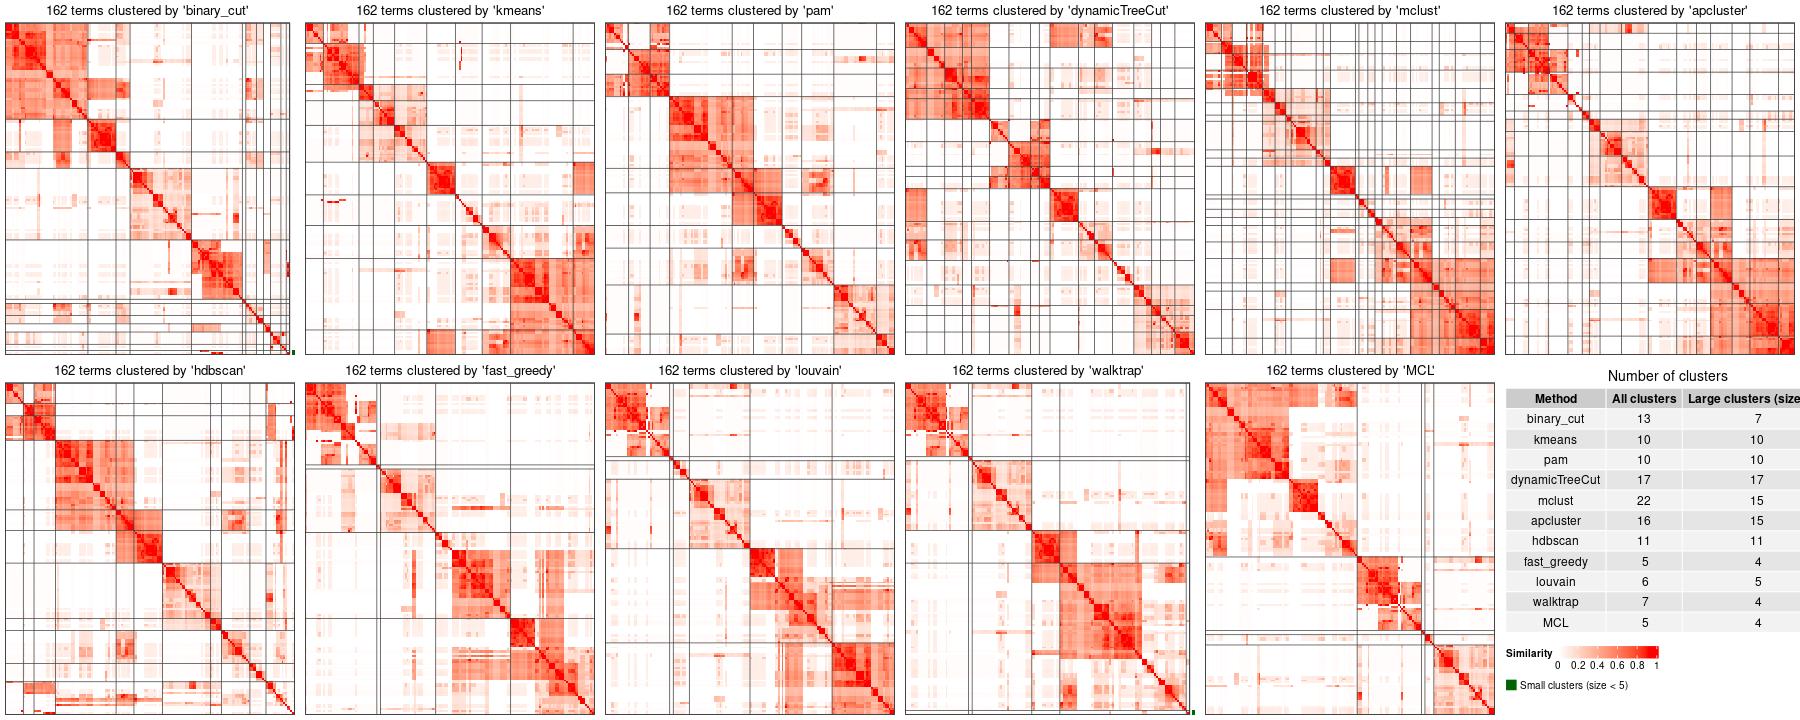 162 terms clustered by 'binary_cut'
162 terms clustered by 'kmeans'
162 terms clustered by 'pam'
162 terms clustered by 'dynamicTreeCut'
162 terms clustered by 'mclust'
162 terms clustered by 'apcluster'
162 terms clustered by 'hdbscan'
162 terms clustered by 'fast_greedy'
162 terms clustered by 'louvain'
162 terms clustered by 'walktrap'
162 terms clustered by 'MCL'
Number of clusters
Method All clusters Large clusters (size
binary_cut 13 7
kmeans 10 10
pam 10 10
dynamicTreeCut 17 17
mclust 22 15
apcluster 16 15
hdbscan 11 11
fast_greedy 5 4
louvain 6 5
walktrap 7 4
MCL 5 4
Similarity
0 0.2 0.4 0.6 0.8 1
Small clusters (size < 5)